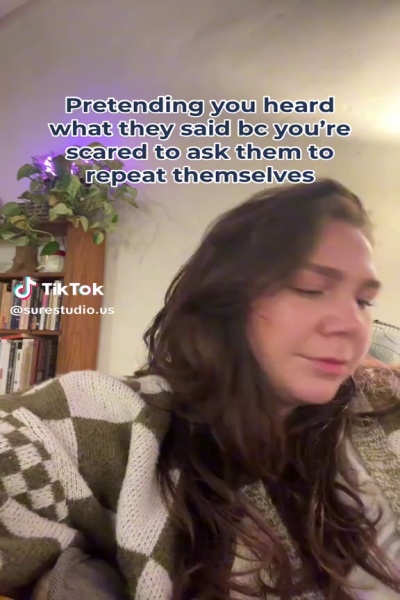 Pretending you heard
what they said bc you're
scared to ask them to
repeat themselves
TikTok
@surestudio.us